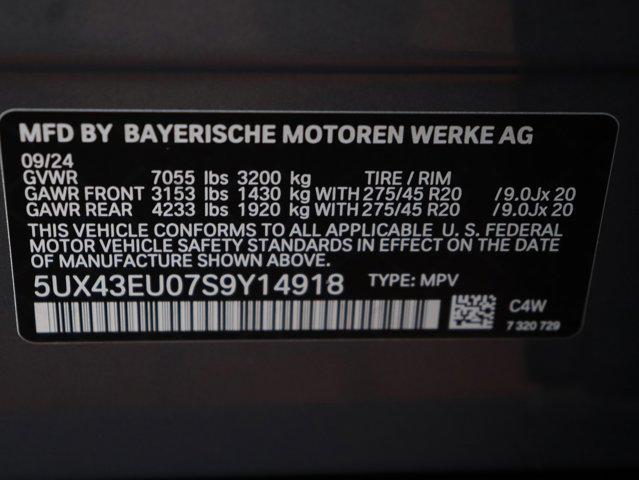 MFD BY BAYERISCHE MOTOREN WERKE AG
09/24
GVWR 7055 lbs 3200 kg TIRE / RIM
GAWR FRONT 3153 lbs 1430 kg WITH 275/45 R20 /9.0Jx 20
GAWR REAR 4233 lbs 1920 kg WITH 275/45 R20 /9.0Jx 20
THIS VEHICLE CONFORMS TO ALL APPLICABLE U. S. FEDERAL
MOTOR VEHICLE SAFETY STANDARDS IN EFFECT ON THE DATE
OF MANUFACTURE SHOWN ABOVE.
5UX43EU07S9Y14918 TYPE: MPV
C4W
7 320 729